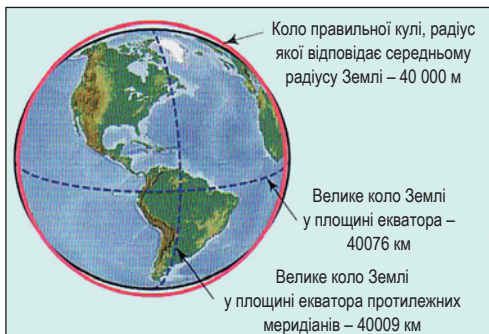 Коло правильної кулі, радіус
якої відповідає середньому
радіусу Землі – 40 000 м
Велике коло Землі
у площині екватора –
40076 км
Велике коло Землі
у площині екватора протилежних
меридіанів – 40009 км